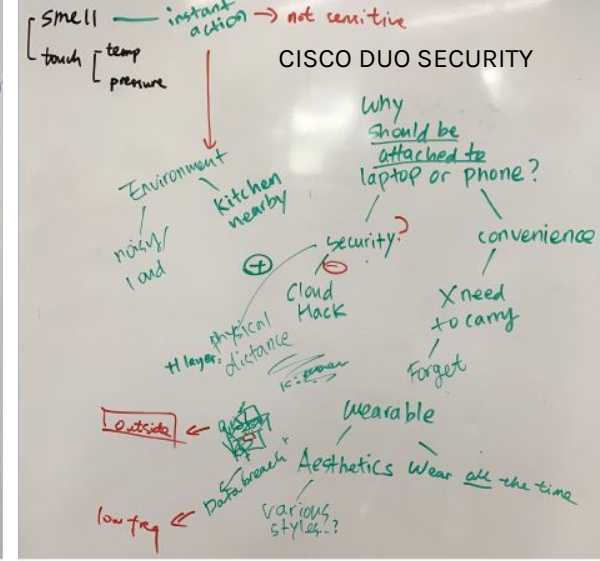 smell — instant action → not sensitive
touch
temp
pressure
CISCO DUO SECURITY
Why
should be
attached to
laptop or phone?
Environment
Kitchen
nearby
noisy/
loud
security?
convenience
+
-
Cloud
Hack
X need
to carry
Forget
physical
distance
+1 layer:
Outside
Wearable
Data breach
Aesthetics
Wear all the time
low freq
various
styles..?